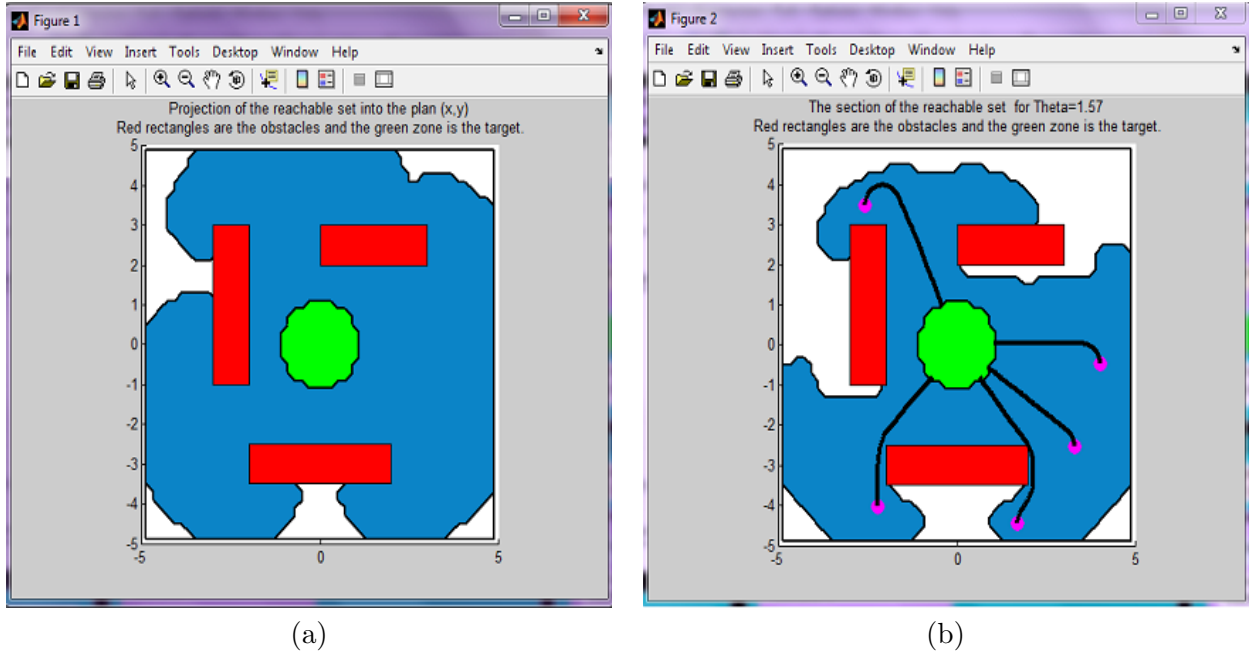 Figure 1
File Edit View Insert Tools Desktop Window Help
Projection of the reachable set into the plan (x,y)
Red rectangles are the obstacles and the green zone is the target.
5
4
3
2
1
0
-1
-2
-3
-4
-5
-5 0 5
(a)
Figure 2
File Edit View Insert Tools Desktop Window Help
The section of the reachable set for Theta=1.57
Red rectangles are the obstacles and the green zone is the target.
5
4
3
2
1
0
-1
-2
-3
-4
-5
-5 0 5
(b)